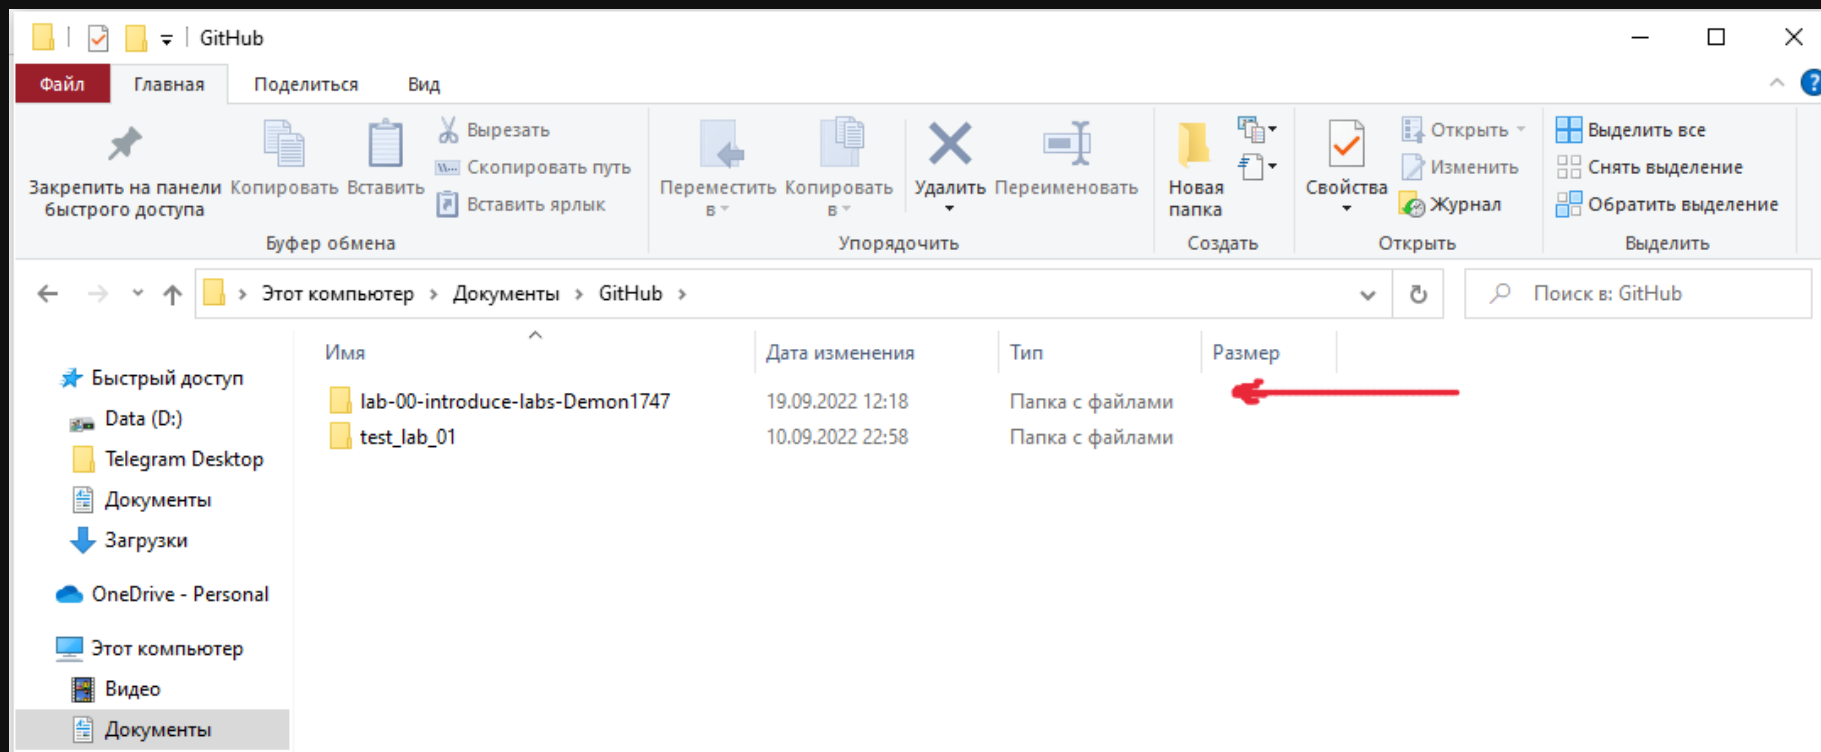 GitHub
Файл Главная Поделиться Вид
Закрепить на панели быстрого доступа
Копировать
Вставить
Вырезать
Скопировать путь
Вставить ярлык
Буфер обмена
Переместить в
Копировать в
Удалить
Переименовать
Упорядочить
Новая папка
Создать
Свойства
Открыть
Изменить
Журнал
Открыть
Выделить все
Снять выделение
Обратить выделение
Выделить
Этот компьютер > Документы > GitHub >
Поиск в: GitHub
Имя Дата изменения Тип Размер
lab-00-introduce-labs-Demon1747 19.09.2022 12:18 Папка с файлами
test_lab_01 10.09.2022 22:58 Папка с файлами
Быстрый доступ
Data (D:)
Telegram Desktop
Документы
Загрузки
OneDrive - Personal
Этот компьютер
Видео
Документы